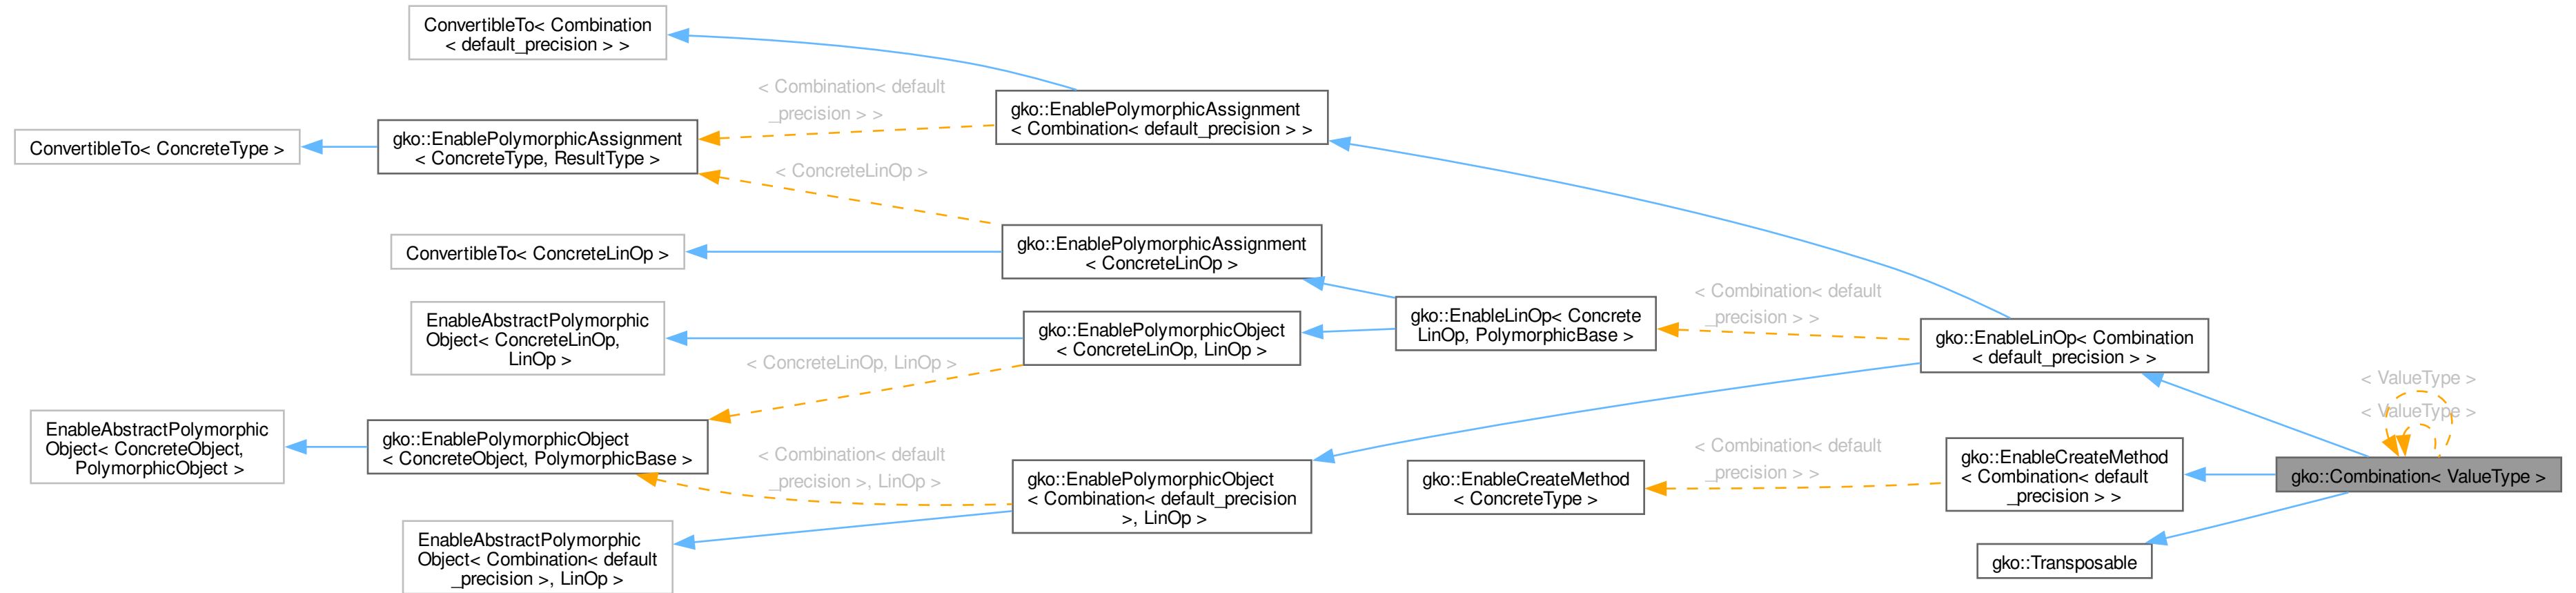 ConvertibleTo< Combination
< default_precision > >
< Combination< default
_precision > >
gko::EnablePolymorphicAssignment
< Combination< default_precision > >
ConvertibleTo< ConcreteType >
gko::EnablePolymorphicAssignment
< ConcreteType, ResultType >
< ConcreteLinOp >
ConvertibleTo< ConcreteLinOp >
gko::EnablePolymorphicAssignment
< ConcreteLinOp >
EnableAbstractPolymorphic
Object< ConcreteLinOp,
LinOp >
gko::EnablePolymorphicObject
< ConcreteLinOp, LinOp >
gko::EnableLinOp< Concrete
LinOp, PolymorphicBase >
< Combination< default
_precision > >
gko::EnableLinOp< Combination
< default_precision > >
< ConcreteLinOp, LinOp >
EnableAbstractPolymorphic
Object< ConcreteObject,
PolymorphicObject >
gko::EnablePolymorphicObject
< ConcreteObject, PolymorphicBase >
< Combination< default
_precision >, LinOp >
gko::EnablePolymorphicObject
< Combination< default_precision
>, LinOp >
EnableAbstractPolymorphic
Object< Combination< default
_precision >, LinOp >
gko::EnableCreateMethod
< ConcreteType >
< Combination< default
_precision > >
gko::EnableCreateMethod
< Combination< default
_precision > >
< ValueType >
< ValueType >
gko::Combination< ValueType >
gko::Transposable